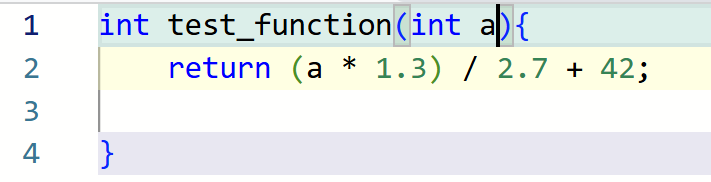 1 int test_function(int a){
2     return (a * 1.3) / 2.7 + 42;
3
4 }